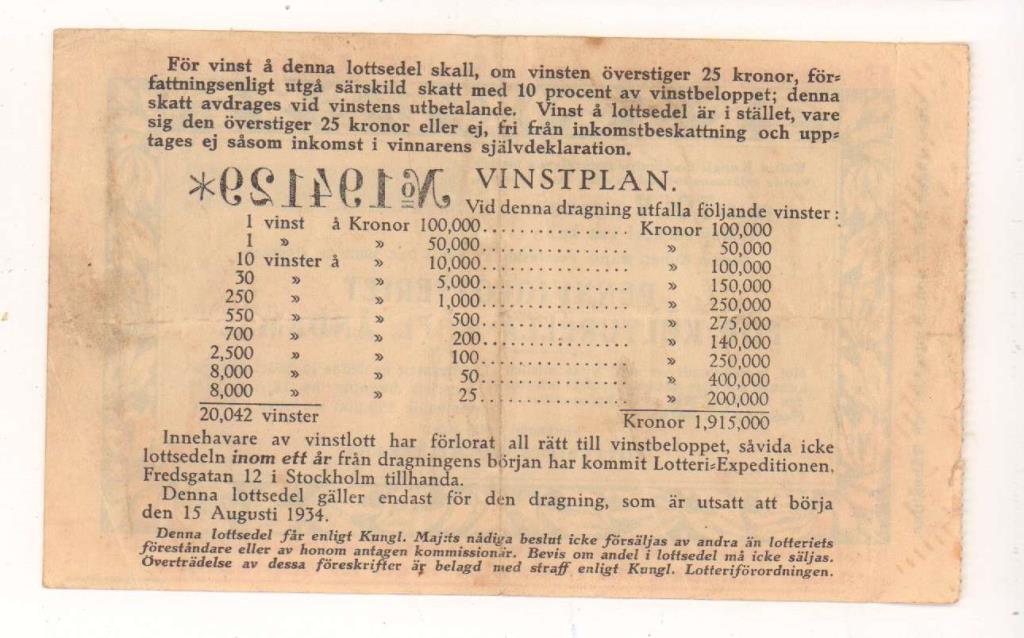 För vinst å denna lottsedel skall, om vinsten överstiger 25 kronor, för=
fattningsenligt utgå särskild skatt med 10 procent av vinstbeloppet; denna
skatt avdrages vid vinstens utbetalande. Vinst å lottsedel är i stället, vare
sig den överstiger 25 kronor eller ej, fri från inkomstbeskattning och upp=
tages ej såsom inkomst i vinnarens självdeklaration.
№194129* VINSTPLAN.
Vid denna dragning utfalla följande vinster:
1 vinst å Kronor 100,000................ Kronor 100,000
1 » » 50,000................ » 50,000
10 vinster å » 10,000................ » 100,000
30 » » 5,000................ » 150,000
250 » » 1,000................ » 250,000
550 » » 500................ » 275,000
700 » » 200................ » 140,000
2,500 » » 100................ » 250,000
8,000 » » 50................ » 400,000
8,000 » » 25................ » 200,000
20,042 vinster Kronor 1,915,000
Innehavare av vinstlott har förlorat all rätt till vinstbeloppet, såvida icke
lottsedeln inom ett år från dragningens början har kommit Lotteri=Expeditionen,
Fredsgatan 12 i Stockholm tillhanda.
Denna lottsedel gäller endast för den dragning, som är utsatt att börja
den 15 Augusti 1934.
Denna lottsedel får enligt Kungl. Maj:ts nådiga beslut icke försäljas av andra än lotteriets
föreståndare eller av honom antagen kommissionär. Bevis om andel i lottsedel må icke säljas.
Överträdelse av dessa föreskrifter är belagd med straff enligt Kungl. Lotteriförordningen.